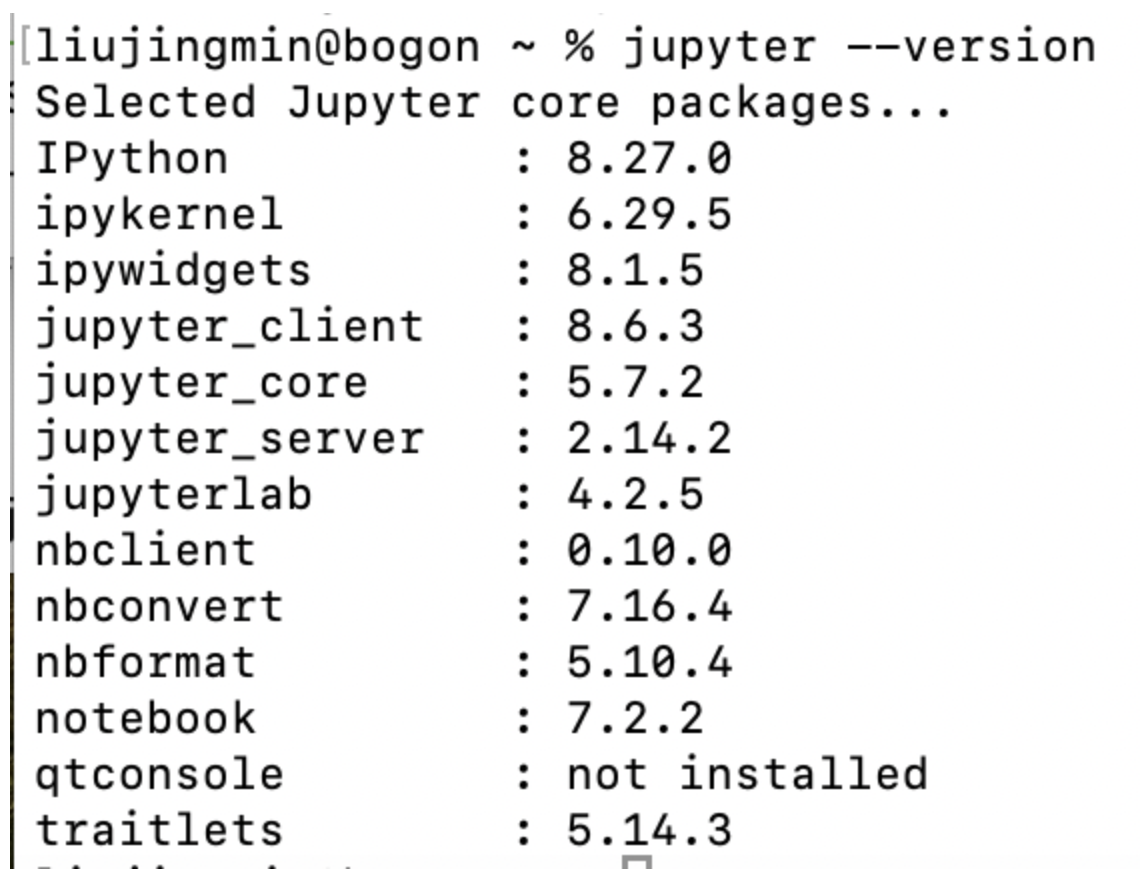 [liujingmin@bogon ~ % jupyter --version
Selected Jupyter core packages...
IPython          : 8.27.0
ipykernel        : 6.29.5
ipywidgets       : 8.1.5
jupyter_client   : 8.6.3
jupyter_core     : 5.7.2
jupyter_server   : 2.14.2
jupyterlab       : 4.2.5
nbclient         : 0.10.0
nbconvert        : 7.16.4
nbformat         : 5.10.4
notebook         : 7.2.2
qtconsole        : not installed
traitlets        : 5.14.3